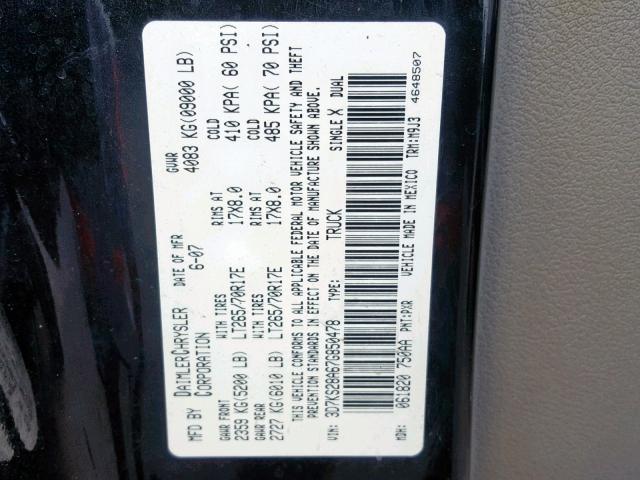 MFD BY DAIMLERCHRYSLER CORPORATION DATE OF MFR 6-07 GVWR 4083 KG(09000 LB)
GAWR FRONT WITH TIRES RIMS AT COLD
2359 KG(5200 LB) LT265/70R17E 17X8.0 410 KPA( 60 PSI)
GAWR REAR WITH TIRES RIMS AT COLD
2727 KG(6010 LB) LT265/70R17E 17X8.0 485 KPA( 70 PSI)
THIS VEHICLE CONFORMS TO ALL APPLICABLE FEDERAL MOTOR VEHICLE SAFETY AND THEFT
STANDARDS IN EFFECT ON THE DATE OF MANUFACTURE SHOWN ABOVE.
VIN: 3D7KS28A67G850478 TYPE: TRUCK SINGLE X DUAL
MDH: 061820 750AA PNT:PXR VEHICLE MADE IN MEXICO TRM:M9J3 4648507